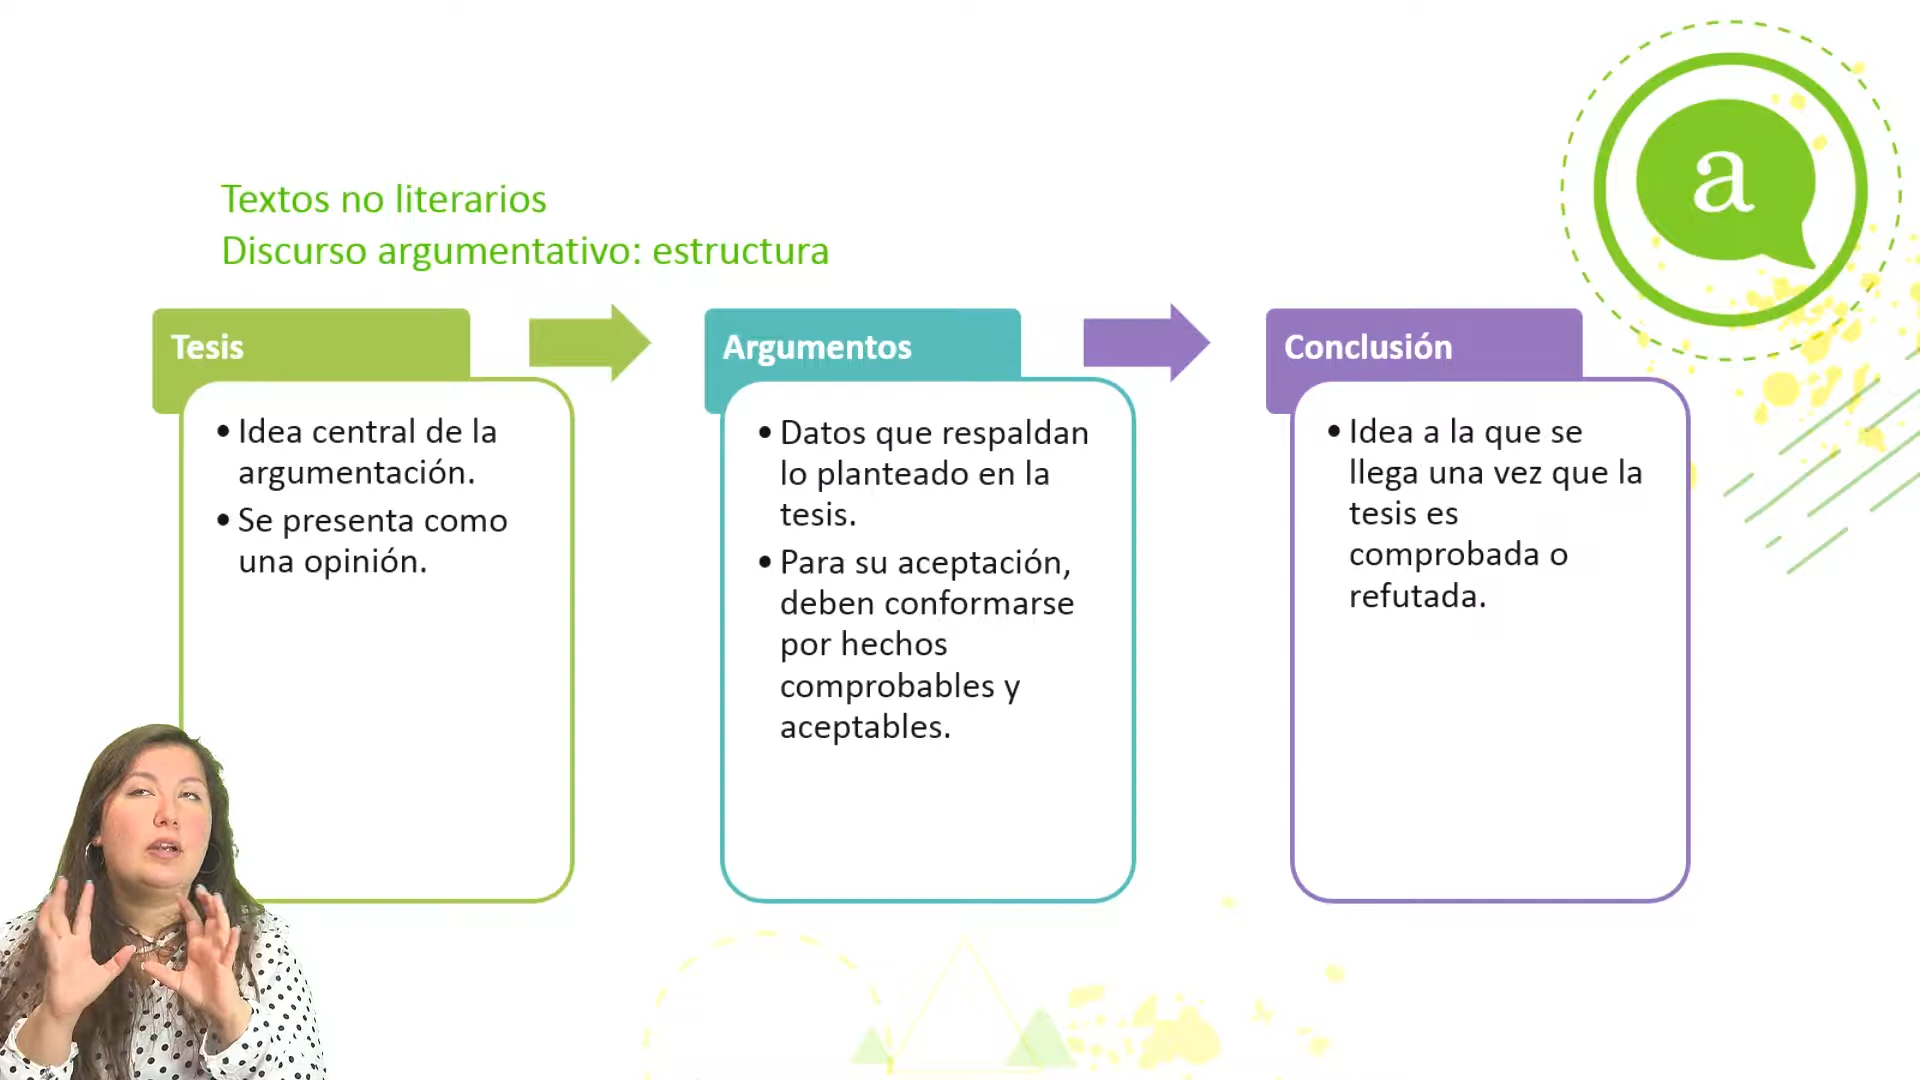 a
Textos no literarios
Discurso argumentativo: estructura
Tesis
• Idea central de la
argumentación.
• Se presenta como
una opinión.
Argumentos
• Datos que respaldan
lo planteado en la
tesis.
• Para su aceptación,
deben conformarse
por hechos
comprobables y
aceptables.
Conclusión
• Idea a la que se
llega una vez que la
tesis es
comprobada o
refutada.